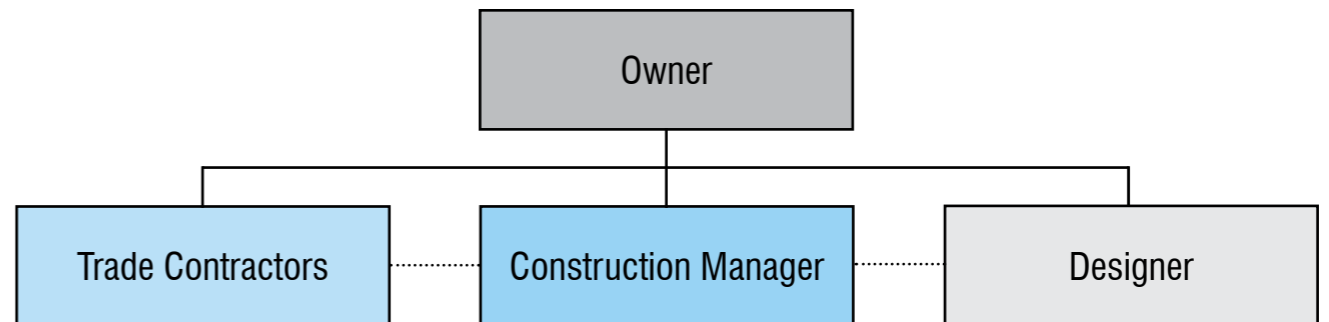 Owner
Trade Contractors
Construction Manager
Designer